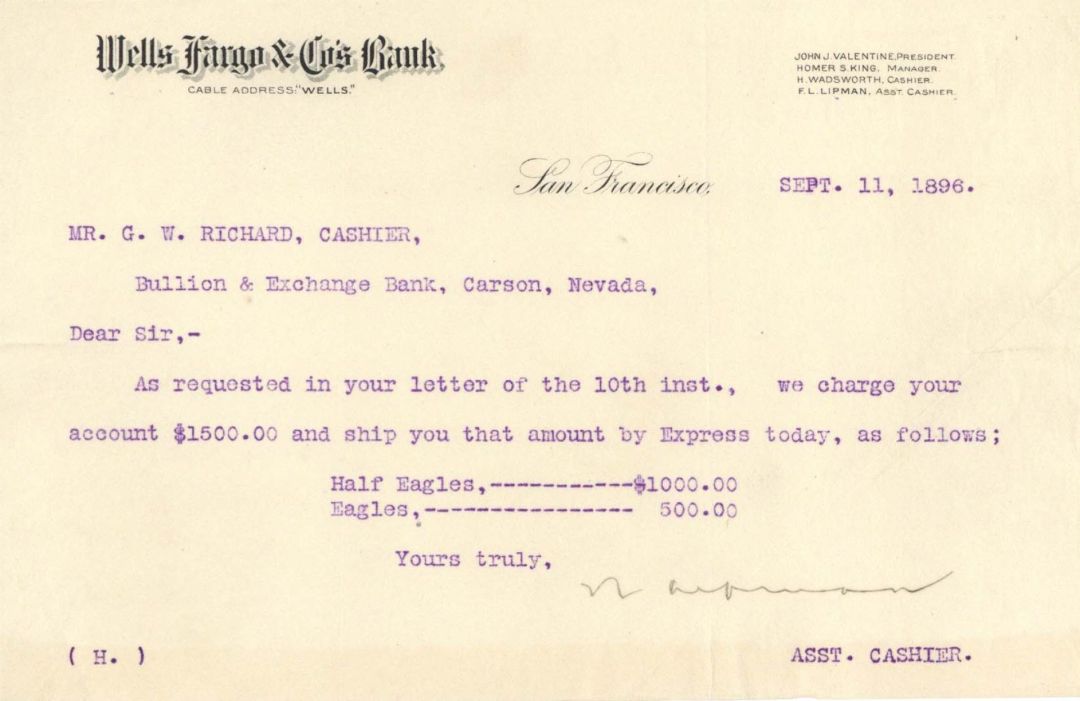 Wells Fargo & Co's Bank
CABLE ADDRESS: "WELLS."
JOHN J. VALENTINE, PRESIDENT.
HOMER S. KING, MANAGER.
H. WADSWORTH, CASHIER.
F. L. LIPMAN, ASST. CASHIER.
San Francisco, SEPT. 11, 1896.
MR. G. W. RICHARD, CASHIER,
Bullion & Exchange Bank, Carson, Nevada,
Dear Sir,-
As requested in your letter of the 10th inst., we charge your
account $1500.00 and ship you that amount by Express today, as follows;
Half Eagles,-----------$1000.00
Eagles,---------------- 500.00
Yours truly,
( H. ) ASST. CASHIER.